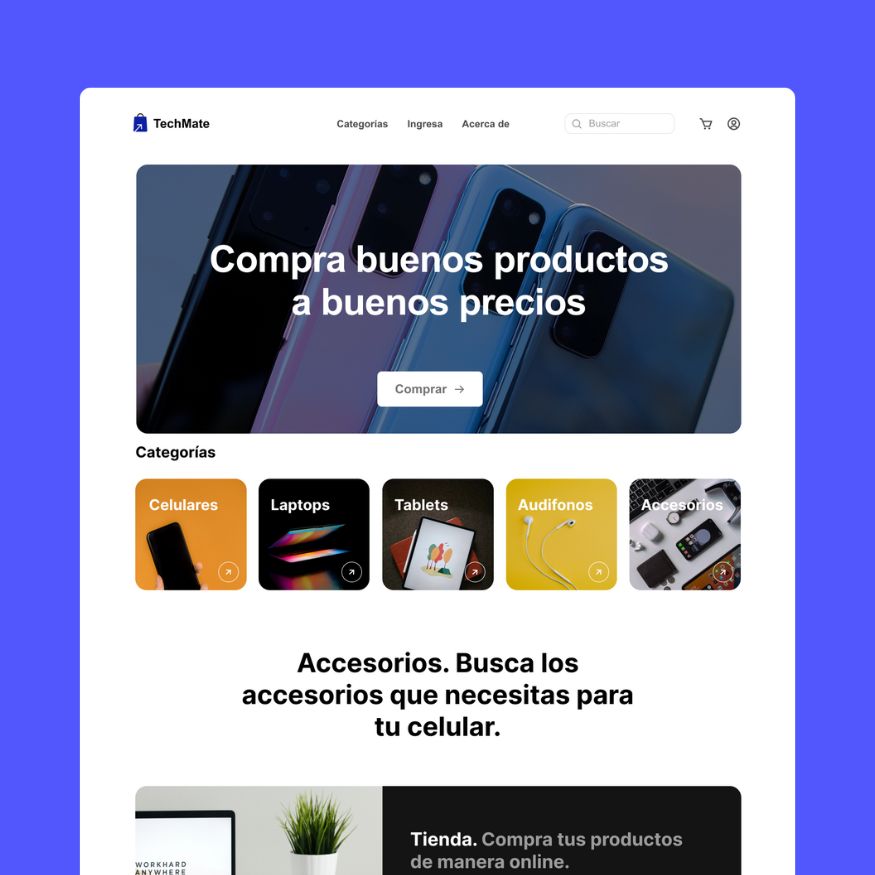 TechMate
Categorías
Ingresa
Acerca de
Buscar
Compra buenos productos
a buenos precios
Comprar
Categorías
Celulares
Laptops
Tablets
Audifonos
Accesorios
Accesorios. Busca los
accesorios que necesitas para
tu celular.
WORKHARD
ANYWHERE
Tienda. Compra tus productos
de manera online.